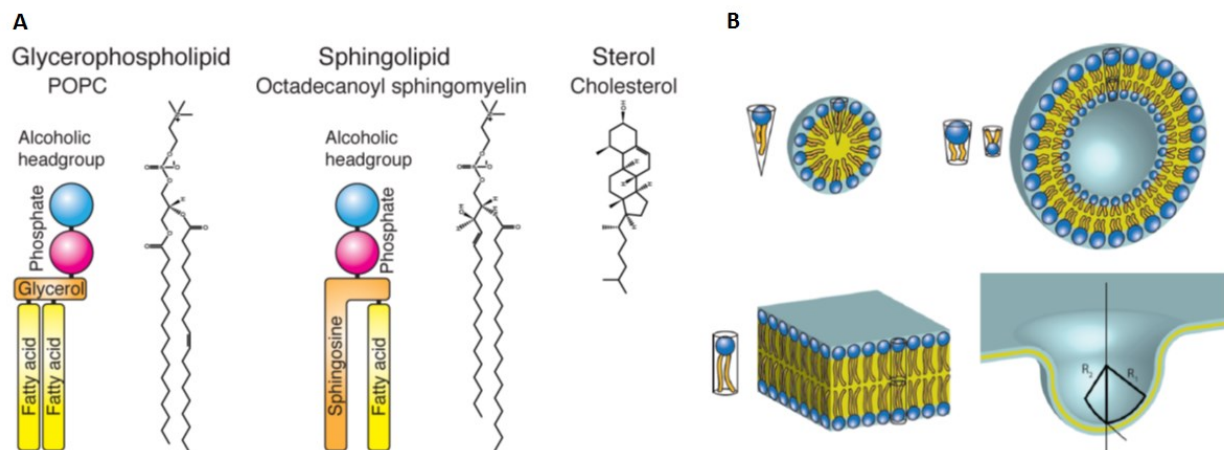 A
Glycerophospholipid
POPC
Alcoholic
headgroup
Phosphate
Glycerol
Fatty acid
Fatty acid
Sphingolipid
Octadecanoyl sphingomyelin
Alcoholic
headgroup
Phosphate
Sphingosine
Fatty acid
Sterol
Cholesterol
HO
B
R₂
R₁